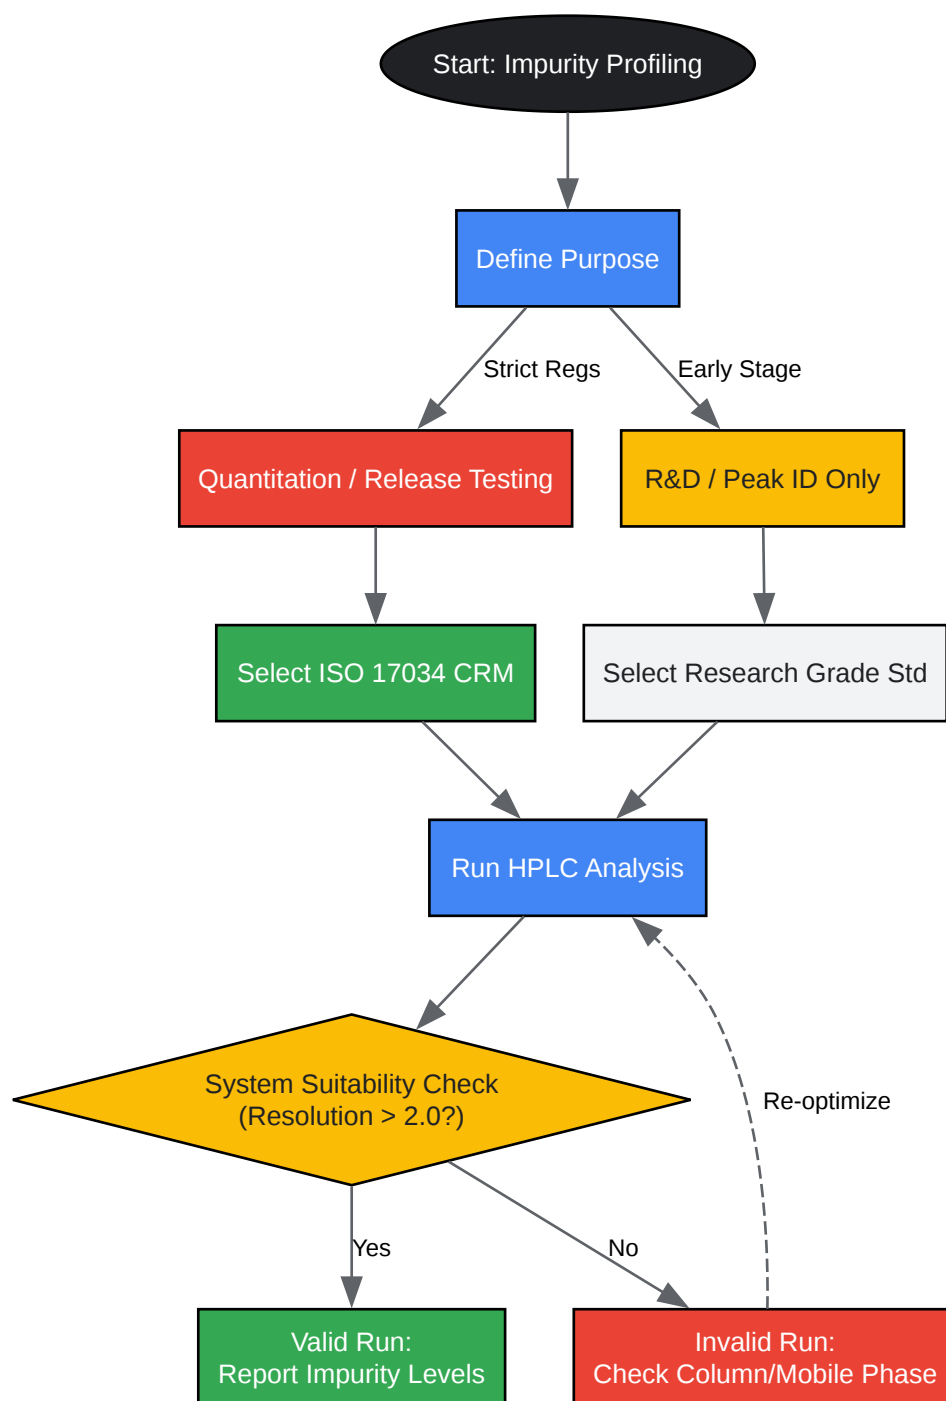 Start: Impurity Profiling
Define Purpose
Strict Regs
Early Stage
Quantitation / Release Testing
R&D / Peak ID Only
Select ISO 17034 CRM
Select Research Grade Std
Run HPLC Analysis
System Suitability Check
(Resolution > 2.0?)
Re-optimize
Yes
No
Valid Run:
Report Impurity Levels
Invalid Run:
Check Column/Mobile Phase